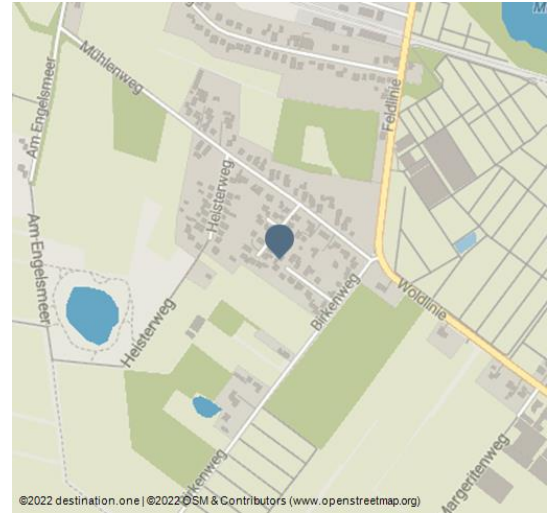 Mühlenweg
Am Engelsmeer
Feldlinie
Heisterweg
Am Engelsmeer
Woldlinie
Birkenweg
Heisterweg
Margeritenweg
©2022 destination.one | ©2022 OSM & Contributors (www.openstreetmap.org)